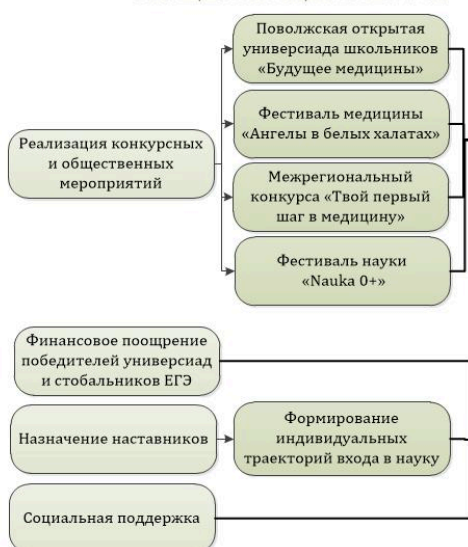 Поволжская открытая
универсиада школьников
«Будущее медицины»
Фестиваль медицины
«Ангелы в белых халатах»
Реализация конкурсных
и общественных
мероприятий
Межрегиональный
конкурса «Твой первый
шаг в медицину»
Фестиваль науки
«Nauka 0+»
Финансовое поощрение
победителей универсиад
и стобальников ЕГЭ
Назначение наставников
Формирование
индивидуальных
траекторий входа в науку
Социальная поддержка